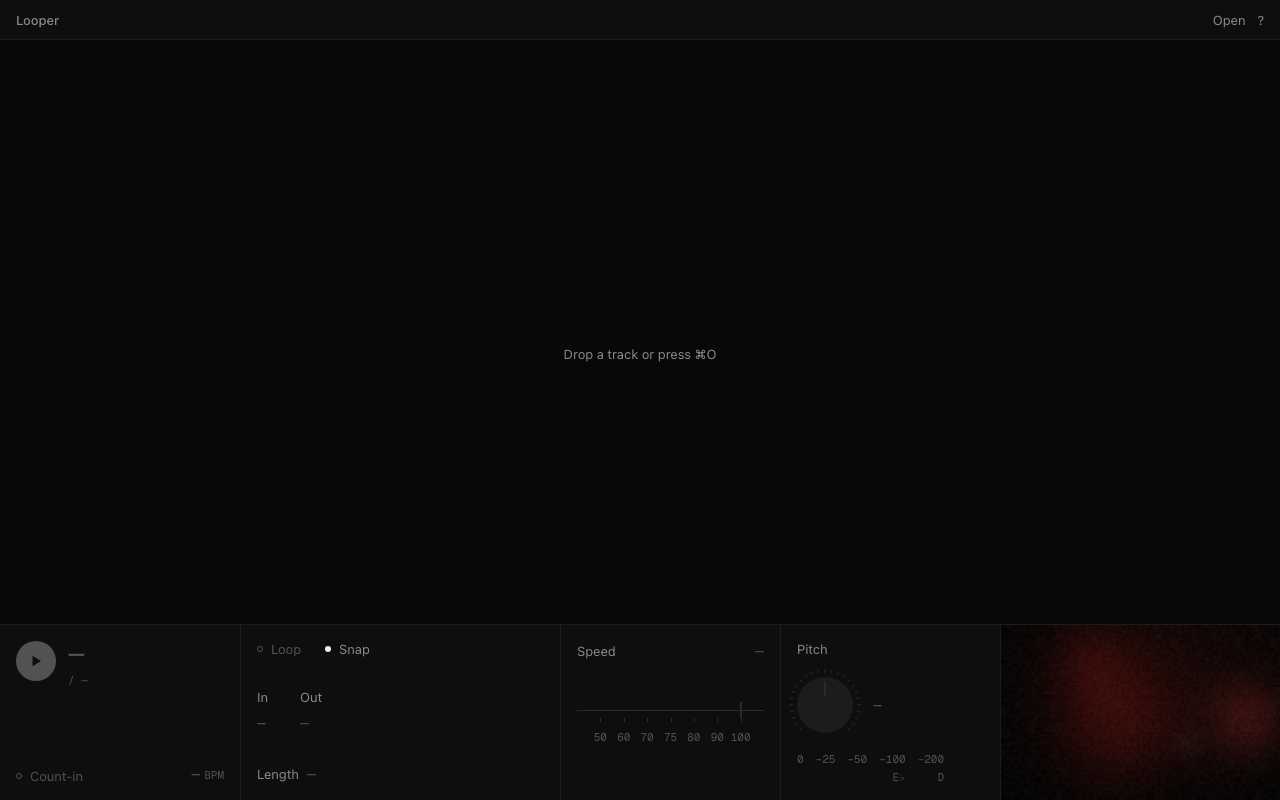 Looper
Open ?
Drop a track or press ⌘O
—
/ –
Count-in
— BPM
Loop
Snap
In Out
— —
Length —
Speed —
50 60 70 75 80 90 100
Pitch
—
0 −25 −50 −100 −200
E♭ D